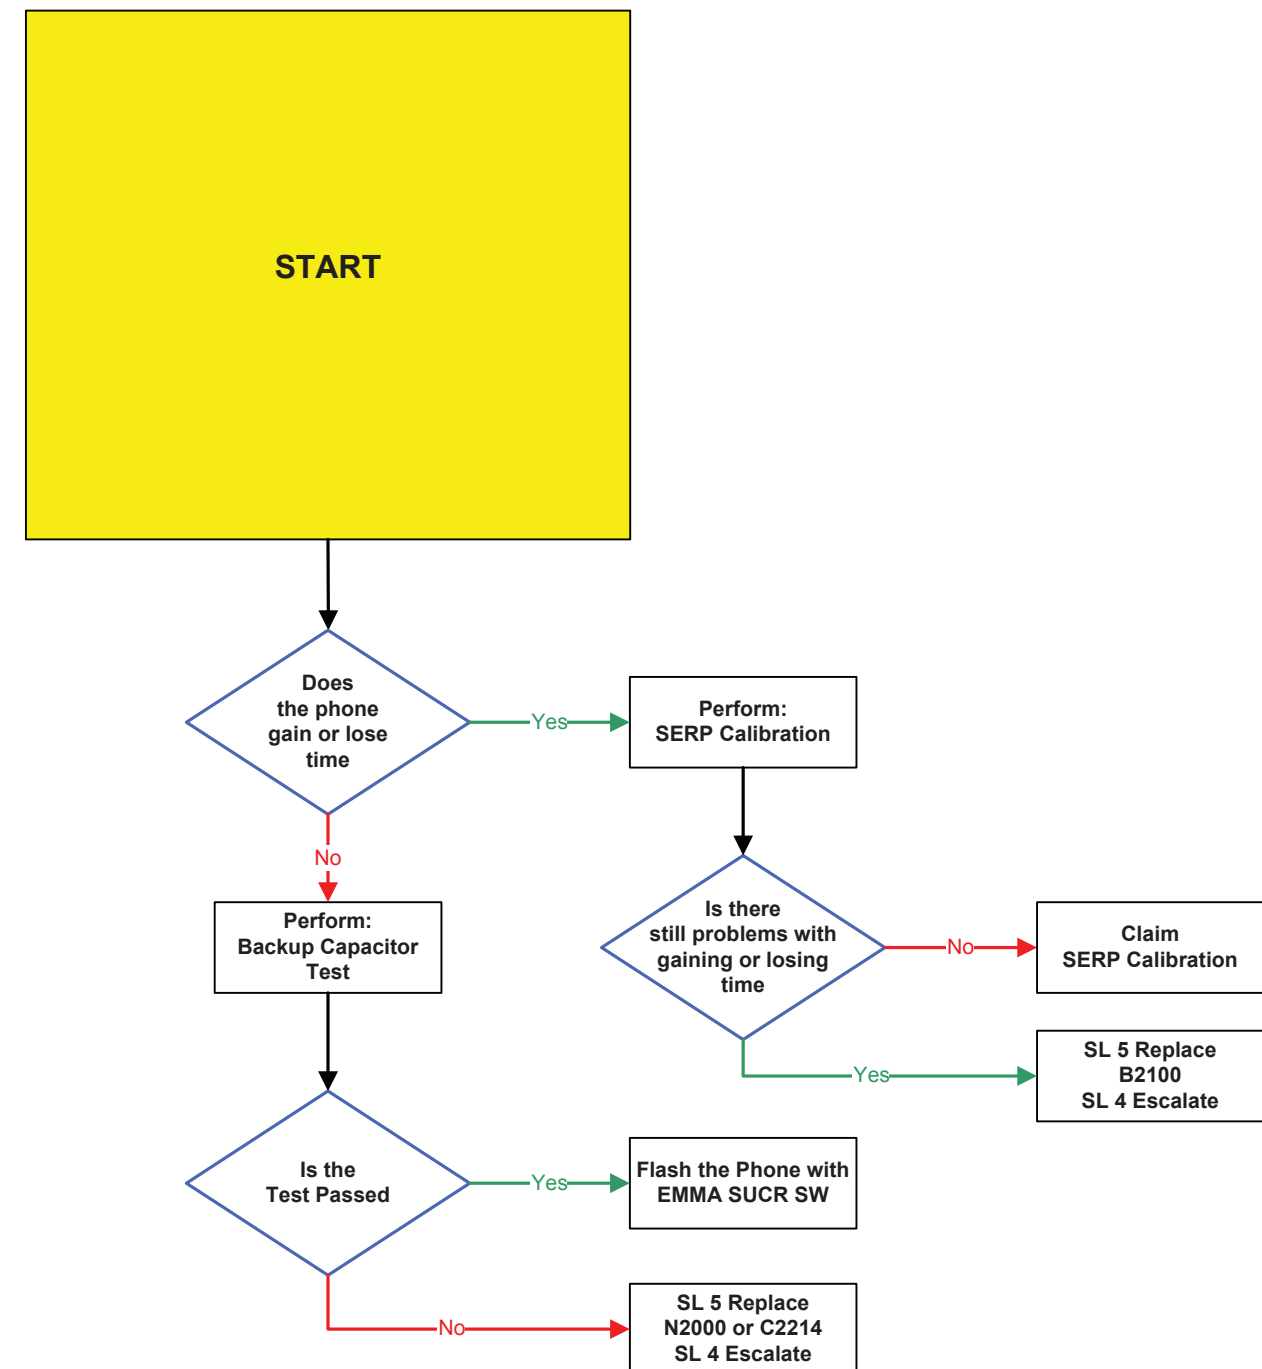 START
Does
the phone
gain or lose
time
Yes
Perform:
SERP Calibration
No
Perform:
Backup Capacitor
Test
Is there
still problems with
gaining or losing
time
No
Claim
SERP Calibration
Yes
SL 5 Replace
B2100
SL 4 Escalate
Is the
Test Passed
Yes
Flash the Phone with
EMMA SUCR SW
No
SL 5 Replace
N2000 or C2214
SL 4 Escalate